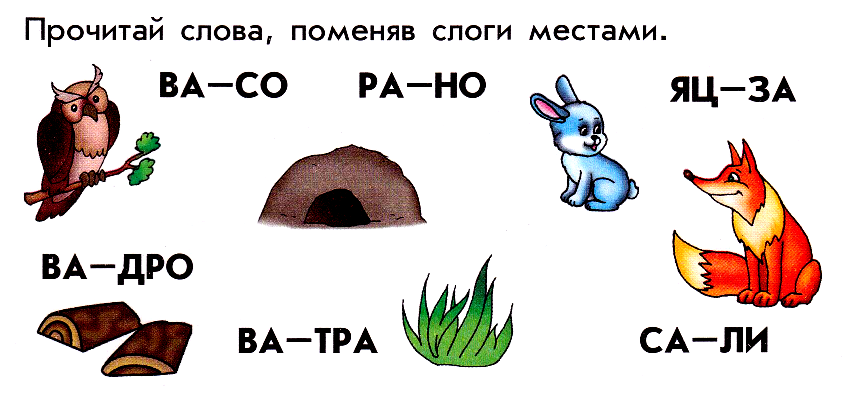 Прочитай слова, поменяв слоги местами.
ВА–СО РА–НО ЯЦ–ЗА
ВА–ДРО
ВА–ТРА СА–ЛИ